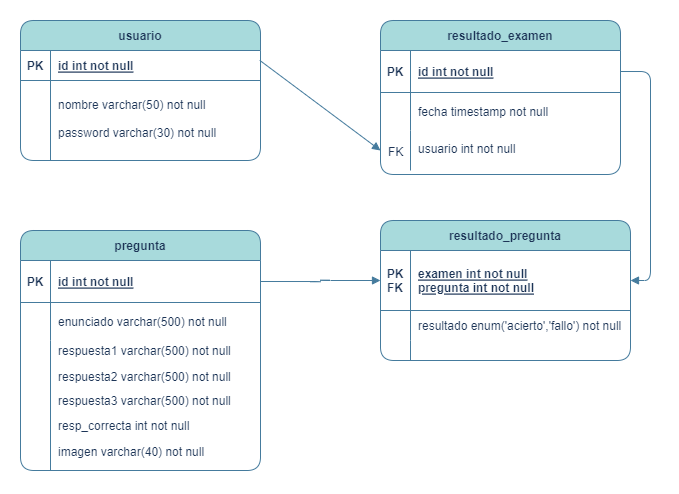 usuario
PK id int not null
nombre varchar(50) not null
password varchar(30) not null
resultado_examen
PK id int not null
fecha timestamp not null
FK usuario int not null
pregunta
PK id int not null
enunciado varchar(500) not null
respuesta1 varchar(500) not null
respuesta2 varchar(500) not null
respuesta3 varchar(500) not null
resp_correcta int not null
imagen varchar(40) not null
resultado_pregunta
PK examen int not null
FK pregunta int not null
resultado enum('acierto','fallo') not null